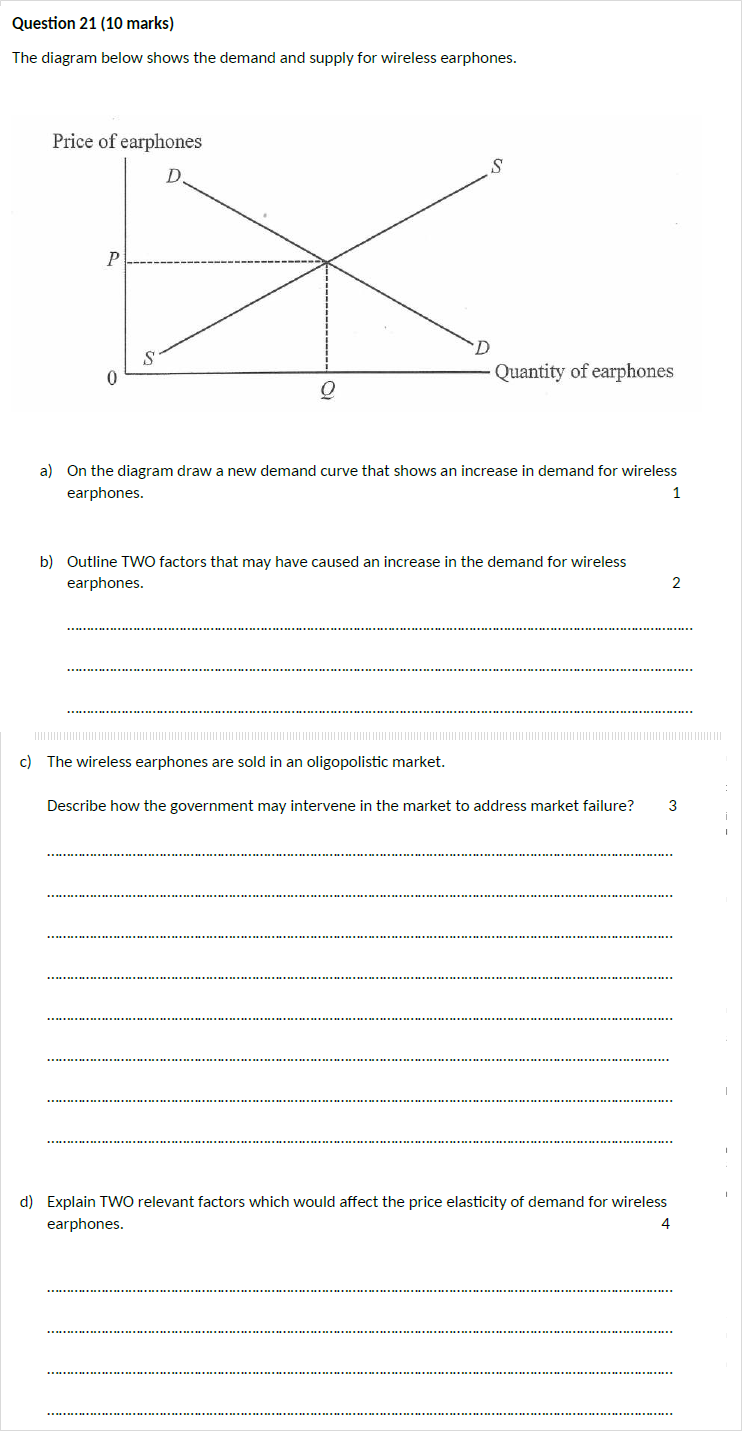 Question 21 (10 marks)
The diagram below shows the demand and supply for wireless earphones.
Price of earphones
D
S
P
S
D
0
Quantity of earphones
Q
a) On the diagram draw a new demand curve that shows an increase in demand for wireless
earphones. 1
b) Outline TWO factors that may have caused an increase in the demand for wireless
earphones. 2
c) The wireless earphones are sold in an oligopolistic market.
Describe how the government may intervene in the market to address market failure? 3
d) Explain TWO relevant factors which would affect the price elasticity of demand for wireless
earphones. 4